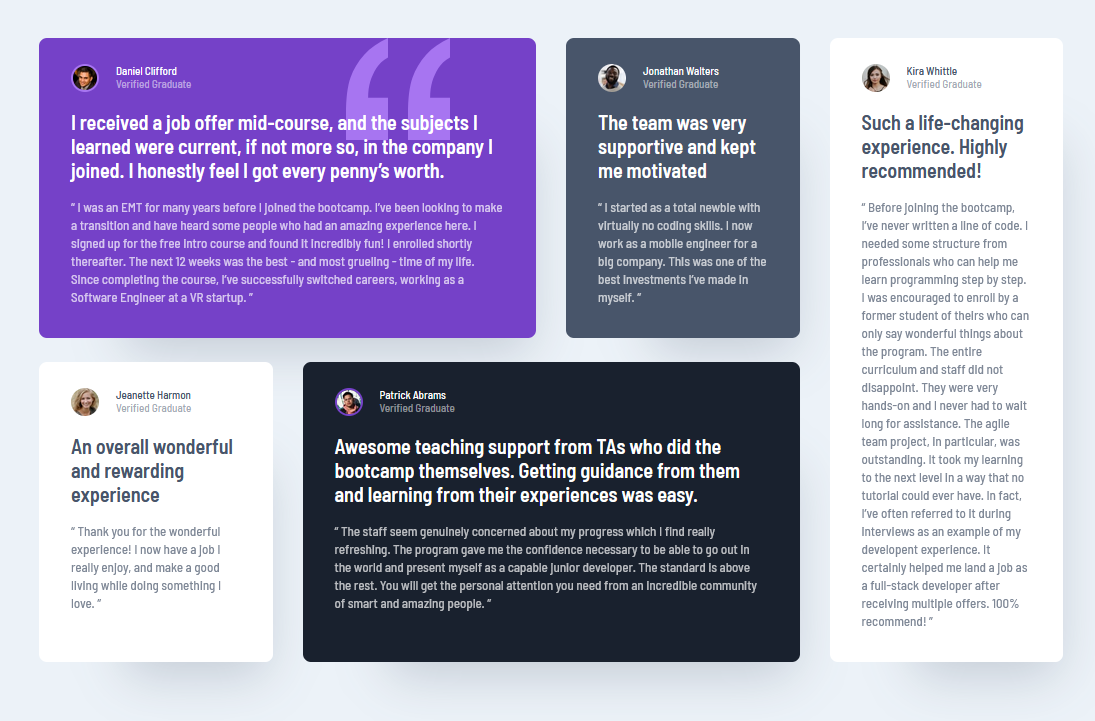 Daniel Clifford
Verified Graduate
“
I received a job offer mid-course, and the subjects I
learned were current, if not more so, in the company I
joined. I honestly feel I got every penny’s worth.
“ I was an EMT for many years before I joined the bootcamp. I’ve been looking to make
a transition and have heard some people who had an amazing experience here. I
signed up for the free intro course and found it incredibly fun! I enrolled shortly
thereafter. The next 12 weeks was the best - and most grueling - time of my life.
Since completing the course, I’ve successfully switched careers, working as a
Software Engineer at a VR startup. ”
Jonathan Walters
Verified Graduate
The team was very
supportive and kept
me motivated
“ I started as a total newbie with
virtually no coding skills. I now
work as a mobile engineer for a
big company. This was one of the
best investments I’ve made in
myself. “
Kira Whittle
Verified Graduate
Such a life-changing
experience. Highly
recommended!
“ Before joining the bootcamp,
I’ve never written a line of code. I
needed some structure from
professionals who can help me
learn programming step by step.
I was encouraged to enroll by a
former student of theirs who can
only say wonderful things about
the program. The entire
curriculum and staff did not
disappoint. They were very
hands-on and I never had to wait
long for assistance. The agile
team project, in particular, was
outstanding. It took my learning
to the next level in a way that no
tutorial could ever have. In fact,
I’ve often referred to it during
interviews as an example of my
developent experience. It
certainly helped me land a job as
a full-stack developer after
receiving multiple offers. 100%
recommend! ”
Jeanette Harmon
Verified Graduate
An overall wonderful
and rewarding
experience
“ Thank you for the wonderful
experience! I now have a job I
really enjoy, and make a good
living while doing something I
love. ”
Patrick Abrams
Verified Graduate
Awesome teaching support from TAs who did the
bootcamp themselves. Getting guidance from them
and learning from their experiences was easy.
“ The staff seem genuinely concerned about my progress which I find really
refreshing. The program gave me the confidence necessary to be able to go out in
the world and present myself as a capable junior developer. The standard is above
the rest. You will get the personal attention you need from an incredible community
of smart and amazing people. ”